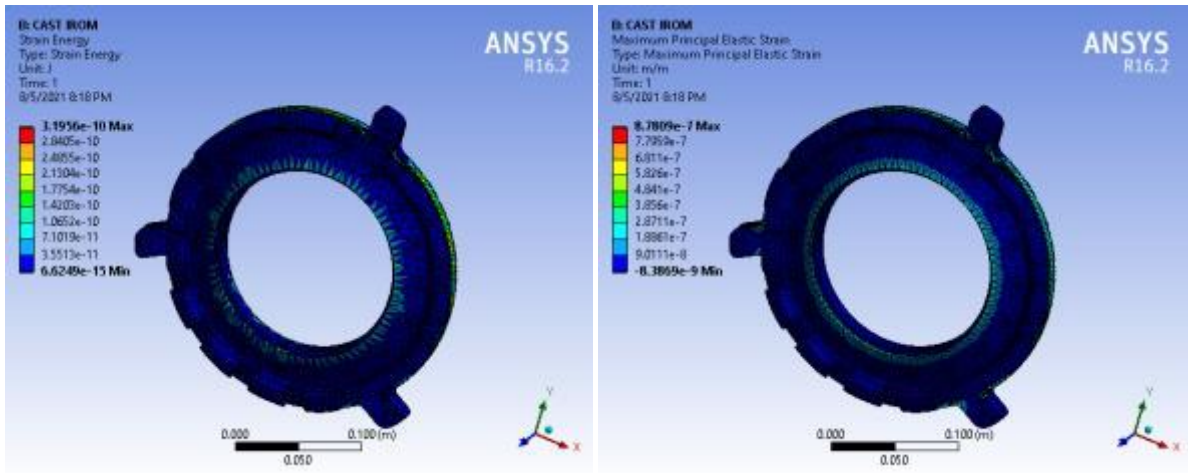 B: CAST IROM
Strain Energy
Type: Strain Energy
Unit: J
Time: 1
8/5/2021 8:18 PM
ANSYS
R16.2
3.1956e-10 Max
2.8405e-10
2.4855e-10
2.1304e-10
1.7754e-10
1.4203e-10
1.0652e-10
7.1019e-11
3.5513e-11
6.6249e-15 Min
0.000
0.100 (m)
0.050
Y
X
B: CAST IROM
Maximum Principal Elastic Strain
Type: Maximum Principal Elastic Strain
Unit: m/m
Time: 1
8/5/2021 8:18 PM
ANSYS
R16.2
8.7809e-7 Max
7.7959e-7
6.811e-7
5.826e-7
4.841e-7
3.856e-7
2.8711e-7
1.8861e-7
9.0111e-8
-8.3869e-9 Min
0.000
0.100 (m)
0.050
Y
X